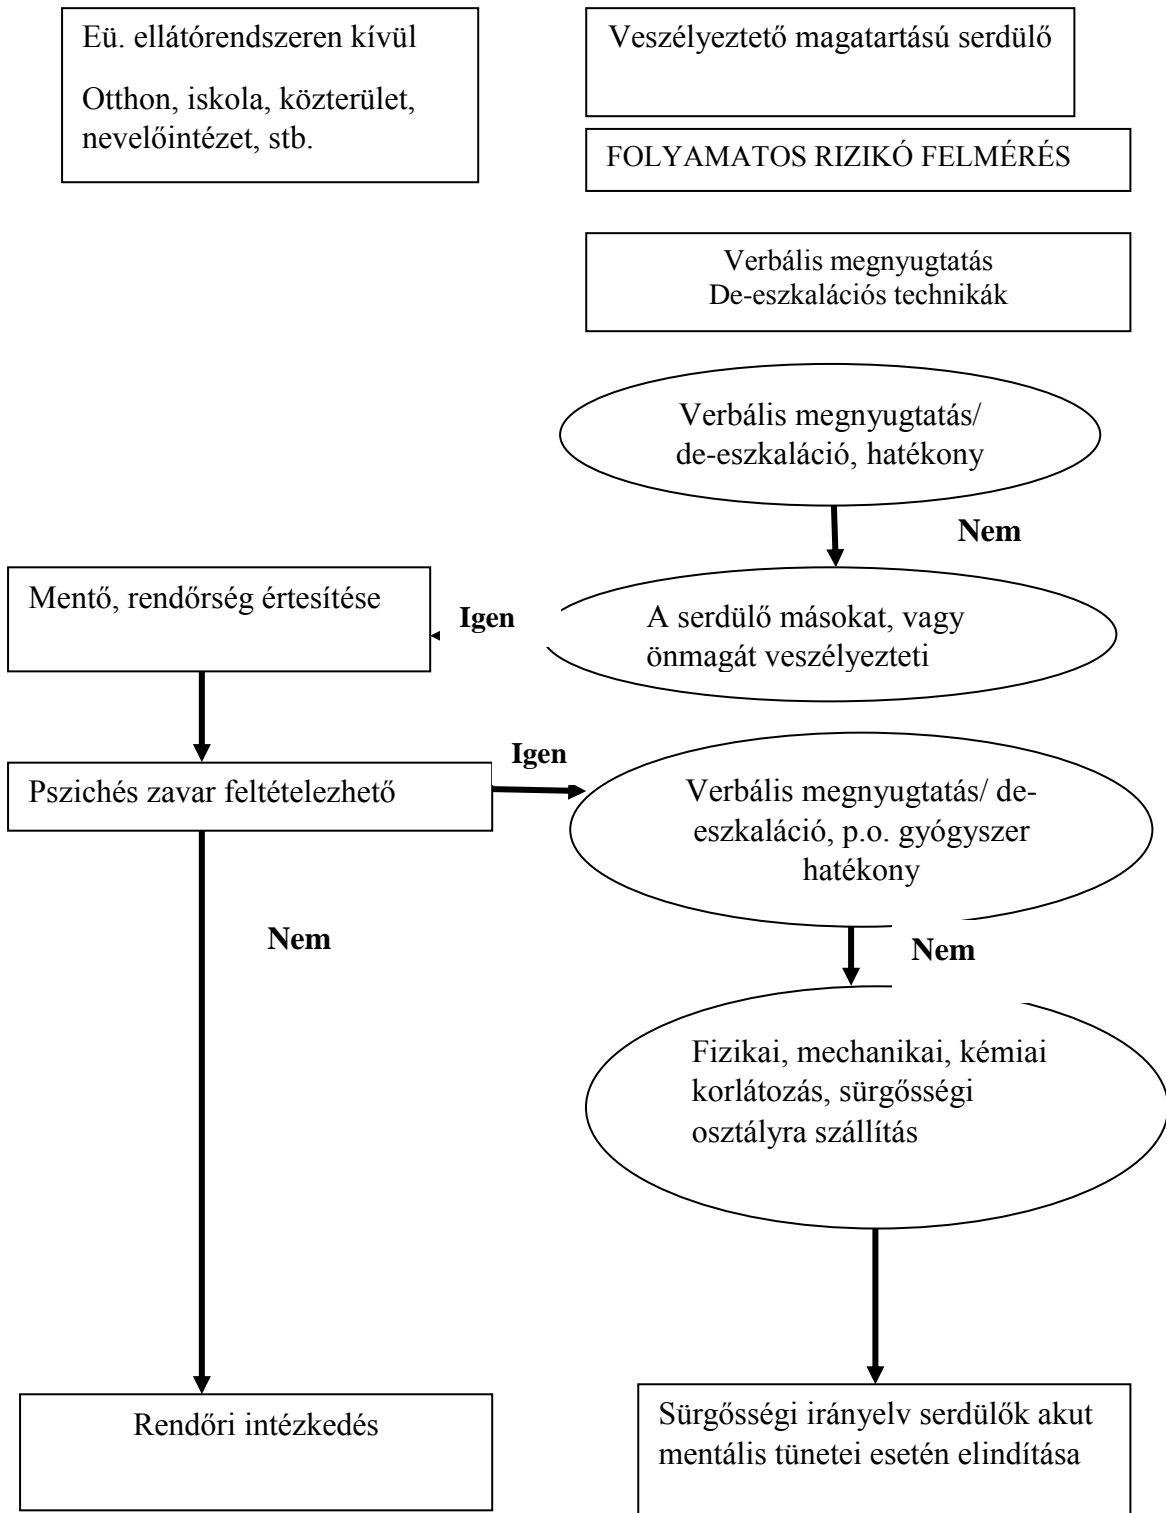 Eü. ellátórendszeren kívül
Otthon, iskola, közterület,
nevelőintézet, stb.
Veszélyeztető magatartású serdülő
FOLYAMATOS RIZIKÓ FELMÉRÉS
Verbális megnyugtatás
De-eszkalációs technikák
Verbális megnyugtatás/
de-eszkaláció, hatékony
Nem
Mentő, rendőrség értesítése
Igen
A serdülő másokat, vagy
önmagát veszélyezteti
Pszichés zavar feltételezhető
Igen
Verbális megnyugtatás/ de-
eszkaláció, p.o. gyógyszer
hatékony
Nem
Nem
Fizikai, mechanikai, kémiai
korlátozás, sürgősségi
osztályra szállítás
Rendőri intézkedés
Sürgősségi irányelv serdülők akut
mentális tünetei esetén elindítása